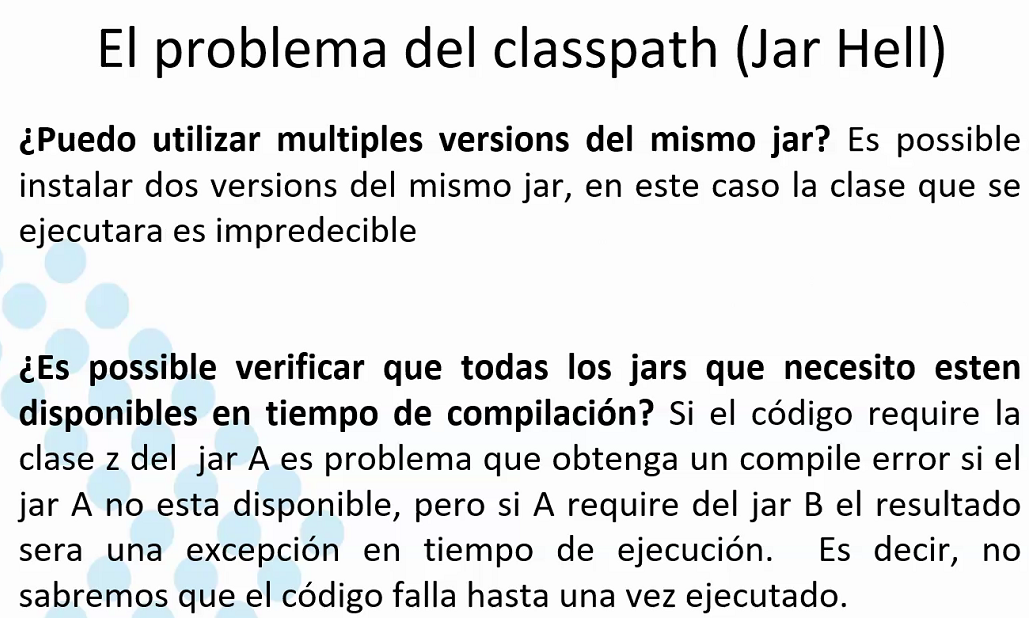 El problema del classpath (Jar Hell)
¿Puedo utilizar multiples versions del mismo jar? Es possible
instalar dos versions del mismo jar, en este caso la clase que se
ejecutara es impredecible
¿Es possible verificar que todas los jars que necesito esten
disponibles en tiempo de compilación? Si el código require la
clase z del  jar A es problema que obtenga un compile error si el
jar A no esta disponible, pero si A require del jar B el resultado
sera una excepción en tiempo de ejecución.  Es decir, no
sabremos que el código falla hasta una vez ejecutado.